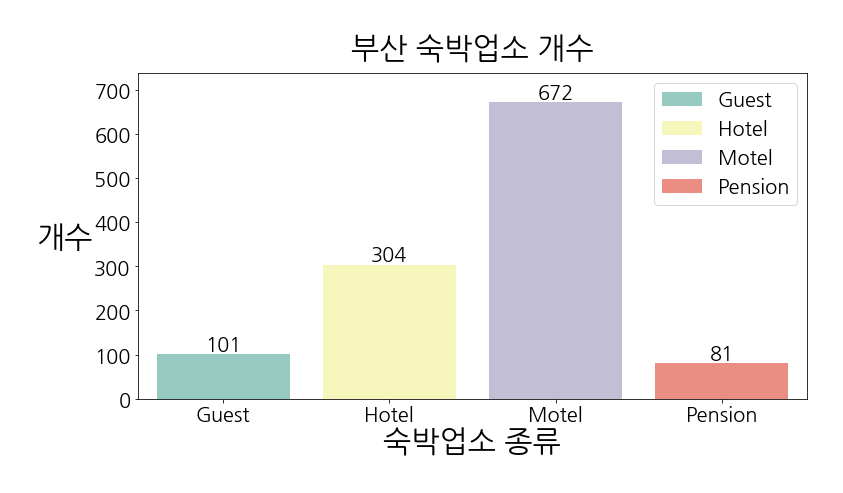 부산 숙박업소 개수
700
600
500
400
300
200
100
0
개수
101
304
672
81
Guest
Hotel
Motel
Pension
Guest
Hotel
Motel
Pension
숙박업소 종류